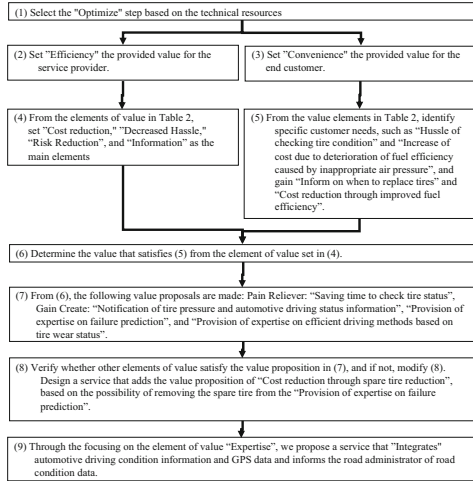 (1) Select the "Optimize" step based on the technical resources
(2) Set "Efficiency" the provided value for the
service provider.
(3) Set "Convenience" the provided value for the
end customer.
(4) From the elements of value in Table 2,
set "Cost reduction," "Decreased Hassle,"
"Risk Reduction", and "Information" as the
main elements
(5) From the value elements in Table 2, identify
specific customer needs, such as "Hussle of
checking tire condition" and "Increase of
cost due to deterioration of fuel efficiency
caused by inappropriate air pressure", and
gain "Inform on when to replace tires" and
"Cost reduction through improved fuel
efficiency".
(6) Determine the value that satisfies (5) from the element of value set in (4).
(7) From (6), the following value proposals are made: Pain Reliever: "Saving time to check tire status",
Gain Create: "Notification of tire pressure and automotive driving status information", "Provision of
expertise on failure prediction", and "Provision of expertise on efficient driving methods based on
tire wear status".
(8) Verify whether other elements of value satisfy the value proposition in (7), and if not, modify (8).
Design a service that adds the value proposition of "Cost reduction through spare tire reduction",
based on the possibility of removing the spare tire from the "Provision of expertise on failure
prediction".
(9) Through the focusing on the element of value "Expertise", we propose a service that "Integrates"
automotive driving condition information and GPS data and informs the road administrator of road
condition data.